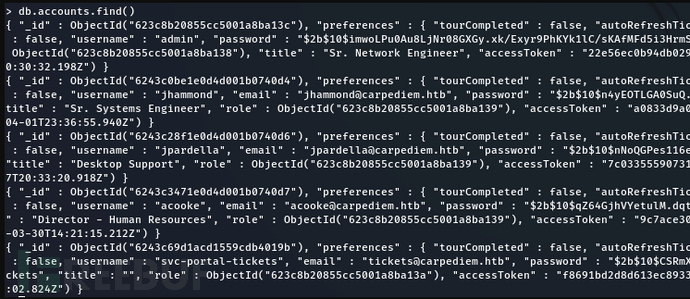 > db.accounts.find()
{ "_id" : ObjectId("623c8b20855cc5001a8ba13c"), "preferences" : { "tourCompleted" : false, "autoRefreshTic
: false, "username" : "admin", "password" : "$2b$10$imwoLPu0Au8LjNr08GXGy.xk/Exyr9PhKYk1lC/sKAfMFd5i3HrmS
ObjectId("623c8b20855cc5001a8ba138"), "title" : "Sr. Network Engineer", "accessToken" : "22e56ec0b94db029
0:30:32.198Z") }
{ "_id" : ObjectId("6243c0be1e0d4d001b0740d4"), "preferences" : { "tourCompleted" : false, "autoRefreshTic
: false, "username" : "jhammond", "email" : "jhammond@carpediem.htb", "password" : "$2b$10$n4yEOTLGA0SuQ.
title" : "Sr. Systems Engineer", "role" : ObjectId("623c8b20855cc5001a8ba139"), "accessToken" : "a0833d9a0
04-01T23:36:55.940Z") }
{ "_id" : ObjectId("6243c28f1e0d4d001b0740d6"), "preferences" : { "tourCompleted" : false, "autoRefreshTic
: false, "username" : "jpardella", "email" : "jpardella@carpediem.htb", "password" : "$2b$10$nNoQGPes116e
"title" : "Desktop Support", "role" : ObjectId("623c8b20855cc5001a8ba139"), "accessToken" : "7c0335559073 1
7T20:33:20.918Z") }
{ "_id" : ObjectId("6243c3471e0d4d001b0740d7"), "preferences" : { "tourCompleted" : false, "autoRefreshTic
: false, "username" : "acooke", "email" : "acooke@carpediem.htb", "password" : "$2b$10$qZ64GjhVYetulM.dqt
" : "Director - Human Resources", "role" : ObjectId("623c8b20855cc5001a8ba139"), "accessToken" : "9c7ace30
-03-30T14:21:15.212Z") }
{ "_id" : ObjectId("6243c69d1acd1559cdb4019b"), "preferences" : { "tourCompleted" : false, "autoRefreshTic
: false, "username" : "svc-portal-tickets", "email" : "tickets@carpediem.htb", "password" : "$2b$10$CSRmX
ckets", "title" : "", "role" : ObjectId("623c8b20855cc5001a8ba13a"), "accessToken" : "f8691bd2d8d613ec8933
:02.824Z") }